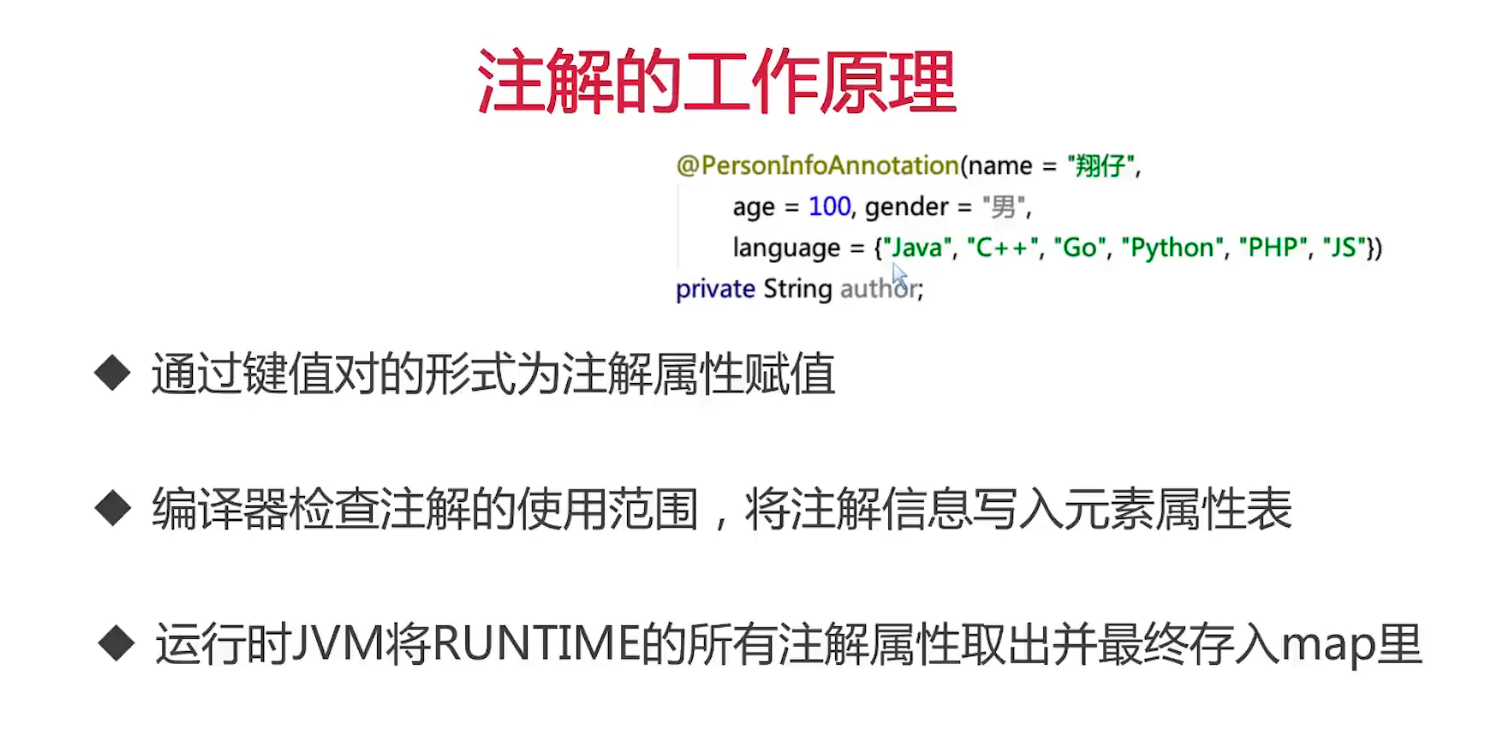 注解的工作原理
@PersonInfoAnnotation(name = "翔仔",
age = 100, gender = "男",
language = {"Java", "C++", "Go", "Python", "PHP", "JS"})
private String author;
通过键值对的形式为注解属性赋值
编译器检查注解的使用范围，将注解信息写入元素属性表
运行时JVM将RUNTIME的所有注解属性取出并最终存入map里